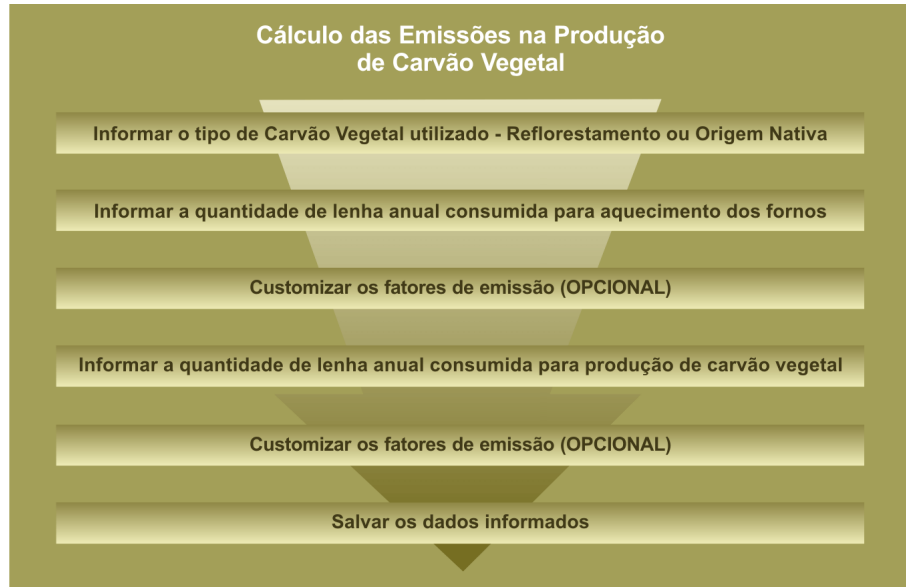 Cálculo das Emissões na Produção
de Carvão Vegetal
Informar o tipo de Carvão Vegetal utilizado - Reflorestamento ou Origem Nativa
Informar a quantidade de lenha anual consumida para aquecimento dos fornos
Customizar os fatores de emissão (OPCIONAL)
Informar a quantidade de lenha anual consumida para produção de carvão vegetal
Customizar os fatores de emissão (OPCIONAL)
Salvar os dados informados